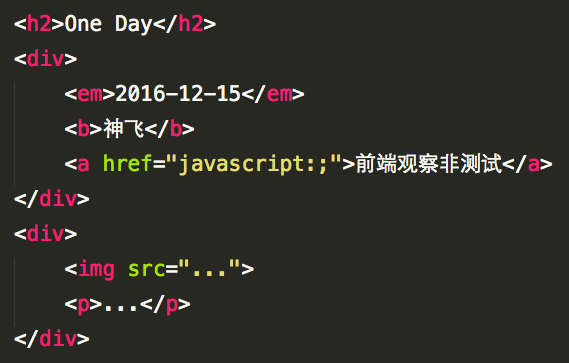 <h2>One Day</h2>
<div>
<em>2016-12-15</em>
<b>神飞</b>
<a href="javascript:;">前端观察非测试</a>
</div>
<div>
<img src="...">
<p>...</p>
</div>